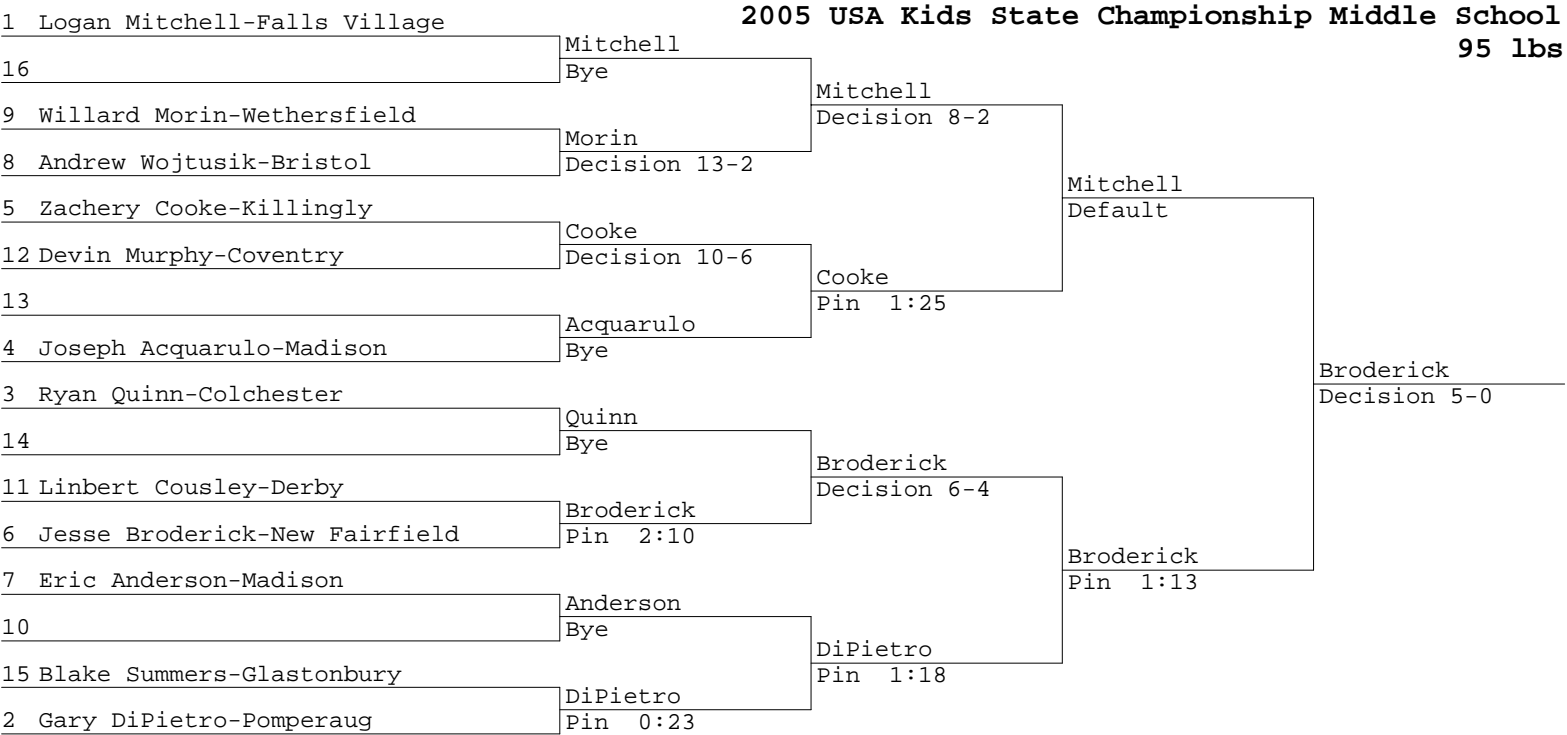 2005 USA Kids State Championship Middle School
95 lbs
1 Logan Mitchell-Falls Village
16
9 Willard Morin-Wethersfield
8 Andrew Wojtusik-Bristol
5 Zachery Cooke-Killingly
12 Devin Murphy-Coventry
13
4 Joseph Acquarulo-Madison
3 Ryan Quinn-Colchester
14
11 Linbert Cousley-Derby
6 Jesse Broderick-New Fairfield
7 Eric Anderson-Madison
10
15 Blake Summers-Glastonbury
2 Gary DiPietro-Pomperaug
Mitchell
Bye
Morin
Decision 13-2
Cooke
Decision 10-6
Acquarulo
Bye
Quinn
Bye
Broderick
Pin 2:10
Anderson
Bye
DiPietro
Pin 0:23
Mitchell
Decision 8-2
Cooke
Pin 1:25
Broderick
Decision 6-4
DiPietro
Pin 1:18
Mitchell
Default
Broderick
Pin 1:13
Broderick
Decision 5-0